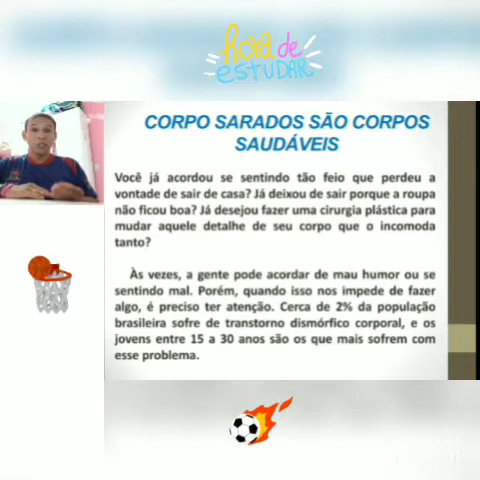 Hora de
ESTUDAR
CORPO SARADOS SÃO CORPOS
SAUDÁVEIS
Você já acordou se sentindo tão feio que perdeu a
vontade de sair de casa? Já deixou de sair porque a roupa
não ficou boa? Já desejou fazer uma cirurgia plástica para
mudar aquele detalhe de seu corpo que o incomoda
tanto?
Às vezes, a gente pode acordar de mau humor ou se
sentindo mal. Porém, quando isso nos impede de fazer
algo, é preciso ter atenção. Cerca de 2% da população
brasileira sofre de transtorno dismórfico corporal, e os
jovens entre 15 a 30 anos são os que mais sofrem com
esse problema.